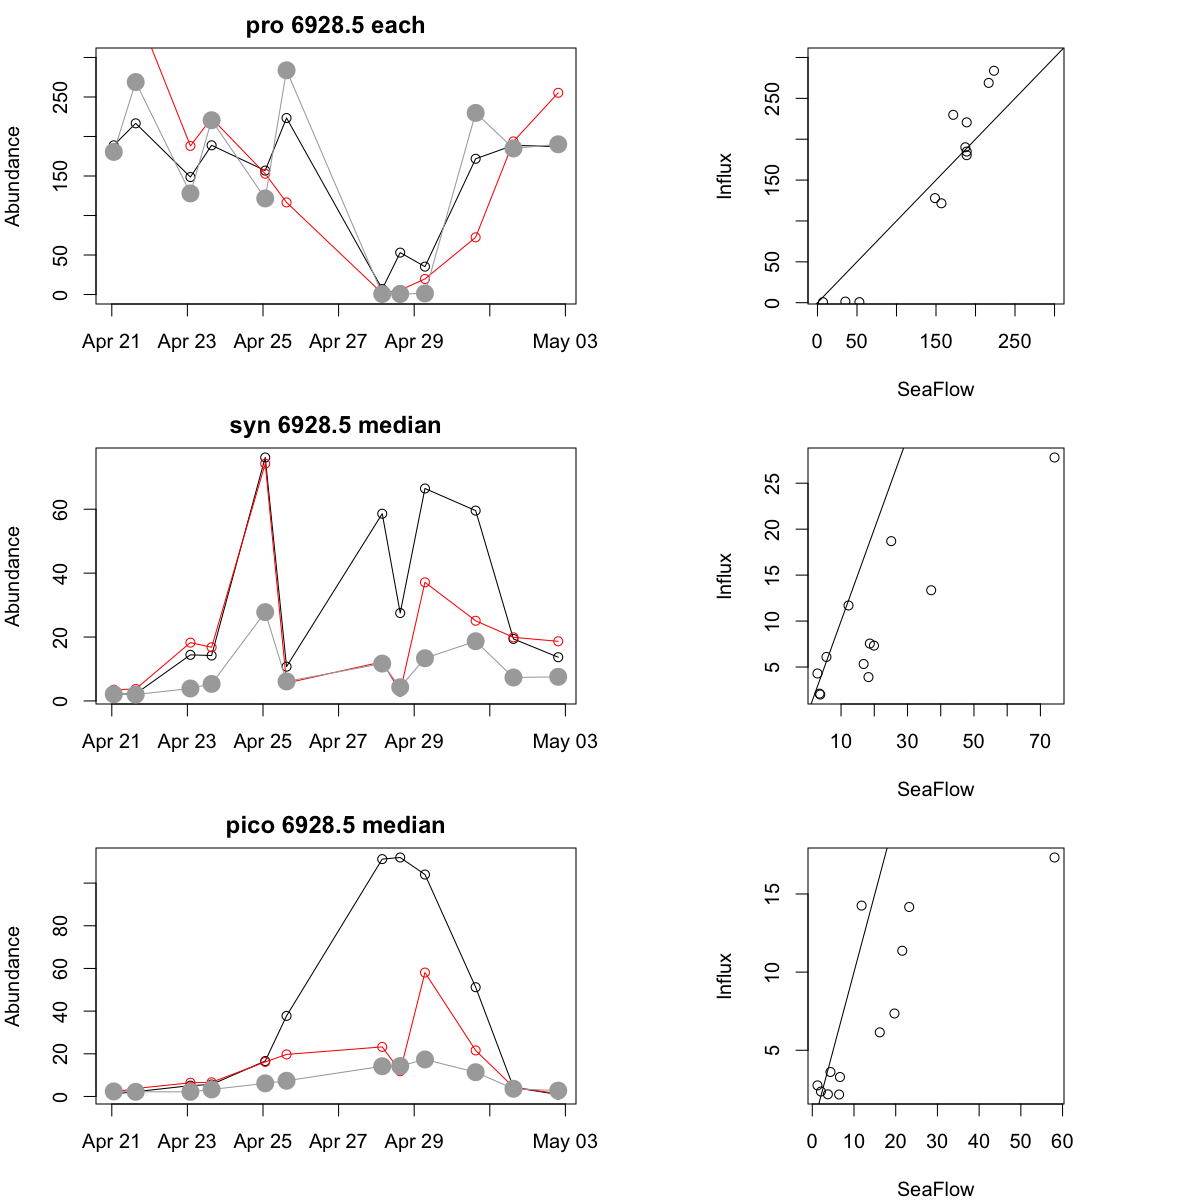 pro 6928.5 each
Abundance
0
50
150
250
Apr 21
Apr 23
Apr 25
Apr 27
Apr 29
May 03
Influx
0
50
150
250
0
50
150
250
SeaFlow
syn 6928.5 median
Abundance
0
20
40
60
Apr 21
Apr 23
Apr 25
Apr 27
Apr 29
May 03
Influx
5
10
15
20
25
10
30
50
70
SeaFlow
pico 6928.5 median
Abundance
0
20
40
60
80
Apr 21
Apr 23
Apr 25
Apr 27
Apr 29
May 03
Influx
5
10
15
0
10
20
30
40
50
60
SeaFlow